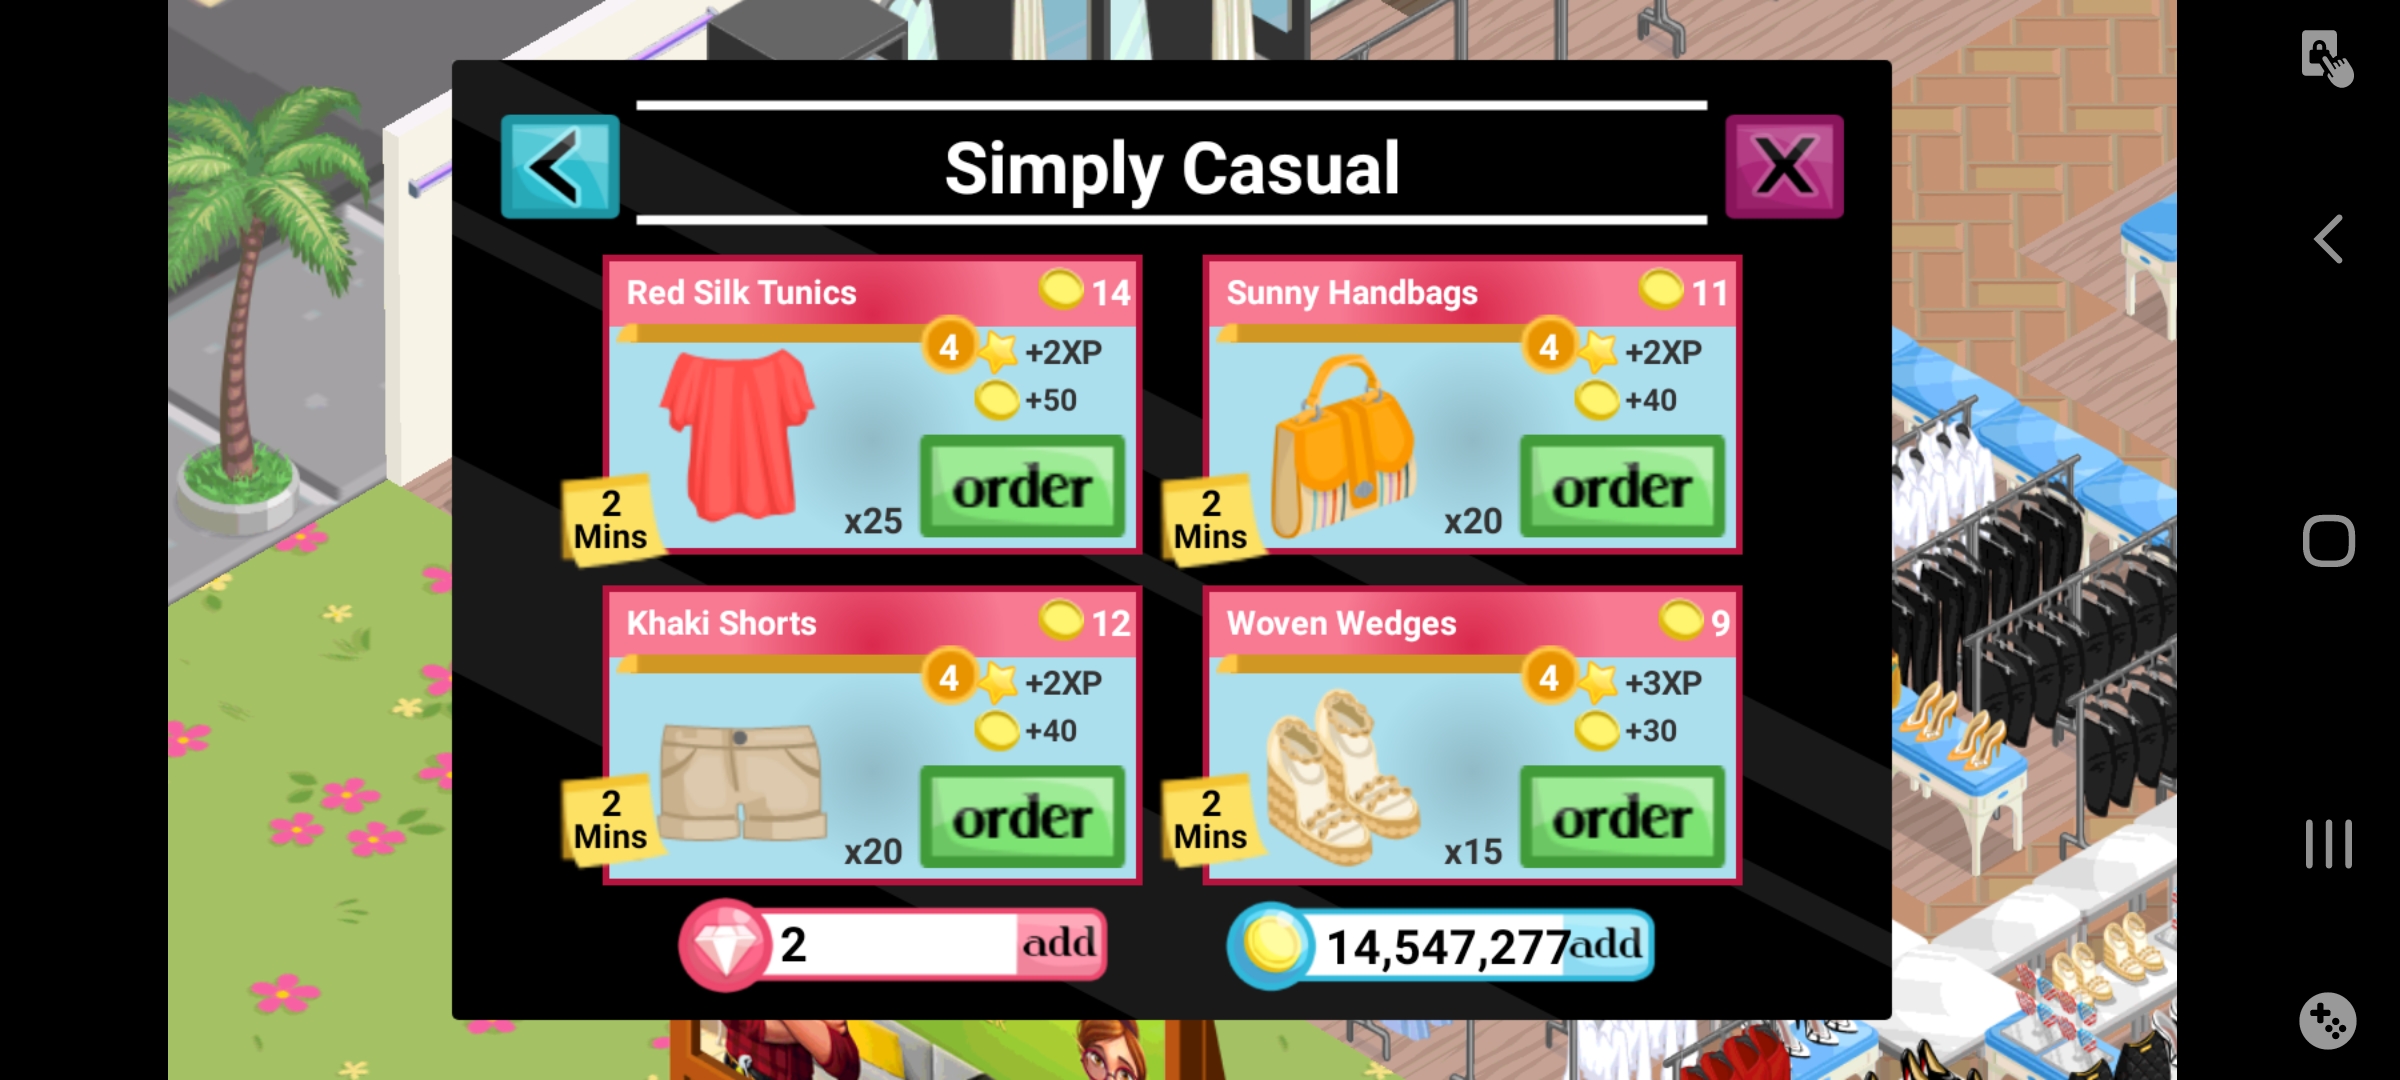 Simply Casual
X
Red Silk Tunics 14
4 +2XP
+50
2
Mins
x25
order
Sunny Handbags 11
4 +2XP
+40
2
Mins
x20
order
Khaki Shorts 12
4 +2XP
+40
2
Mins
x20
order
Woven Wedges 9
4 +3XP
+30
2
Mins
x15
order
2 add
14,547,277 add